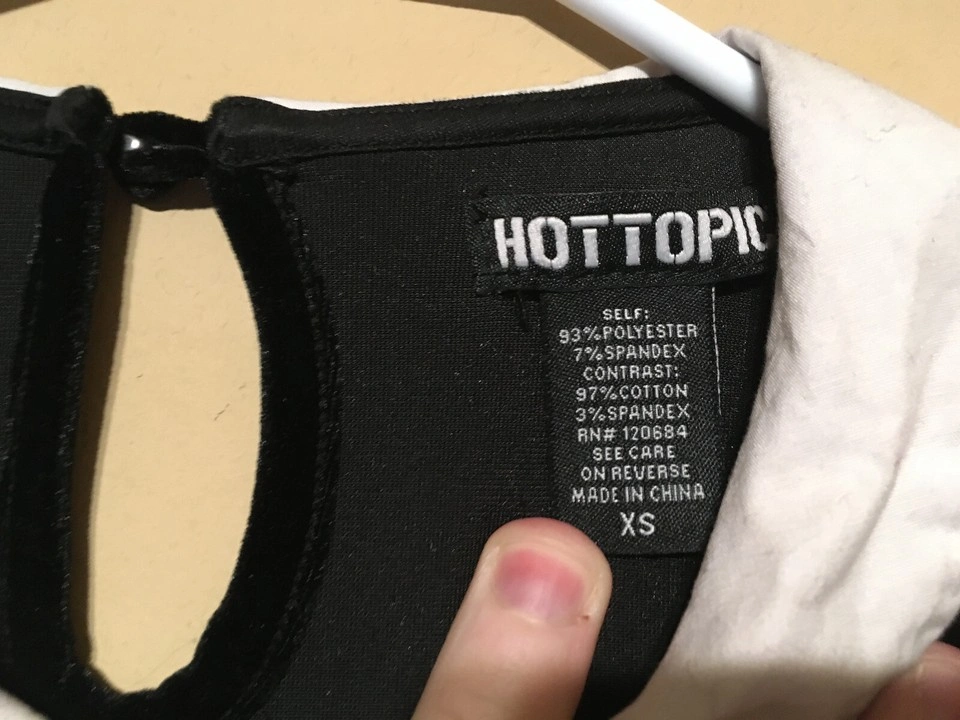 HOTTOPIC
SELF:
93%POLYESTER
7%SPANDEX
CONTRAST:
97%COTTON
3%SPANDEX
RN# 120684
SEE CARE
ON REVERSE
MADE IN CHINA
XS